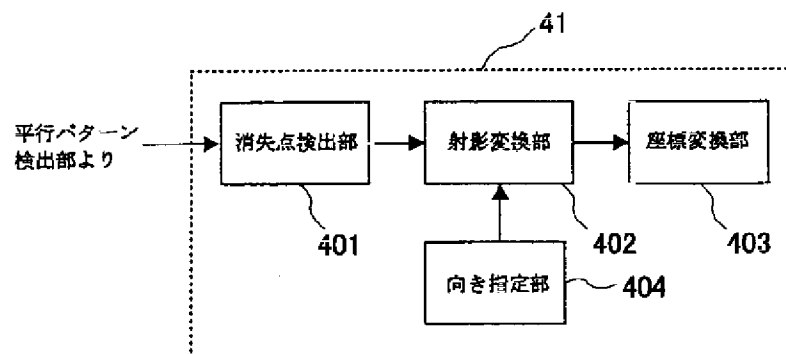 41
平行パターン
検出部より
消失点検出部
射影変換部
座標変換部
401
402
403
向き指定部
404